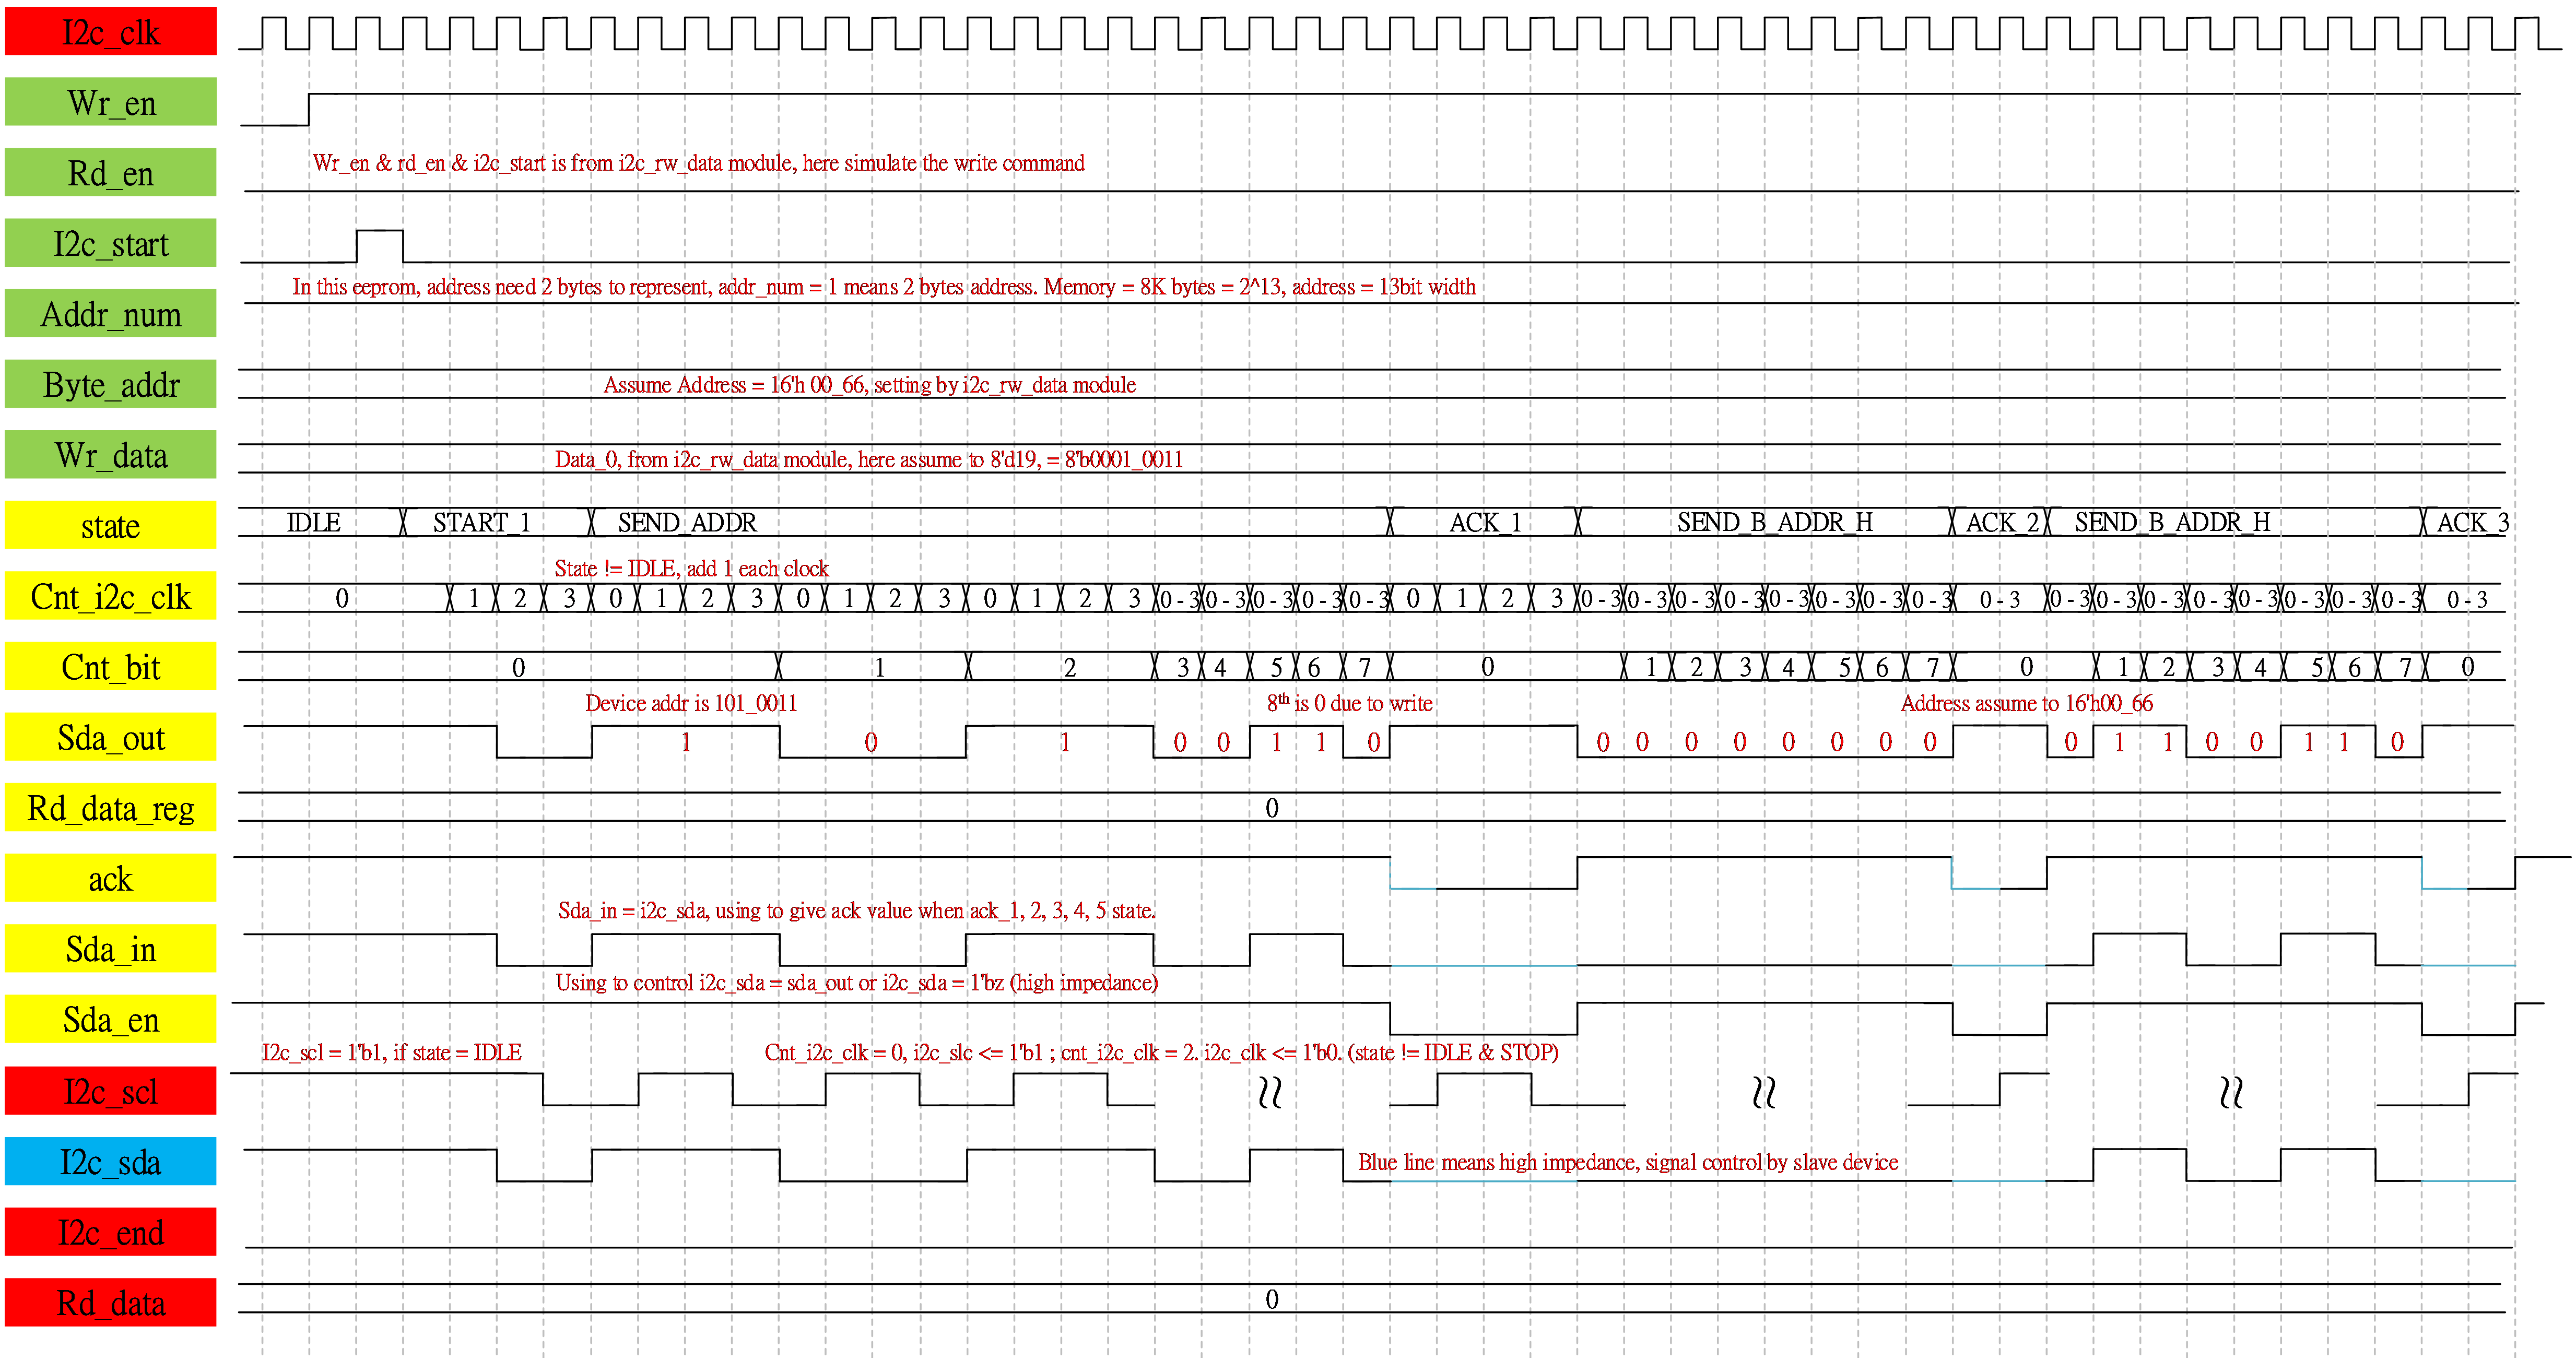 I2c_clk
Wr_en
Wr_en & rd_en & i2c_start is from i2c_rw_data module, here simulate the write command
Rd_en
I2c_start
In this eeprom, address need 2 bytes to represent, addr_num = 1 means 2 bytes address. Memory = 8K bytes = 2^13, address = 13bit width
Addr_num
Byte_addr
Assume Address = 16'h 00_66, setting by i2c_rw_data module
Wr_data
Data_0, from i2c_rw_data module, here assume to 8'd19, = 8'b0001_0011
state
IDLE START_1 SEND_ADDR ACK_1 SEND_B_ADDR_H ACK_2 SEND_B_ADDR_H ACK_3
State != IDLE, add 1 each clock
Cnt_i2c_clk
0 1 2 3 0 1 2 3 0 1 2 3 0 1 2 3 0 - 3 0 - 3 0 - 3 0 - 3 0 - 3 0 1 2 3 0 - 3 0 - 3 0 - 3 0 - 3 0 - 3 0 - 3 0 - 3 0 - 3 0 - 3 0 - 3 0 - 3 0 - 3 0 - 3 0 - 3 0 - 3 0 - 3 0 - 3 0 - 3
Cnt_bit
0 1 2 3 4 5 6 7 0 1 2 3 4 5 6 7 0 1 2 3 4 5 6 7 0
Device addr is 101_0011 8th is 0 due to write Address assume to 16'h00_66
Sda_out
1 0 1 0 0 1 1 0 0 0 0 0 0 0 0 0 0 1 1 0 0 1 1 0
Rd_data_reg
0
ack
Sda_in = i2c_sda, using to give ack value when ack_1, 2, 3, 4, 5 state.
Sda_in
Using to control i2c_sda = sda_out or i2c_sda = 1'bz (high impedance)
Sda_en
I2c_scl = 1'b1, if state = IDLE Cnt_i2c_clk = 0, i2c_slc <= 1'b1 ; cnt_i2c_clk = 2. i2c_clk <= 1'b0. (state != IDLE & STOP)
I2c_scl
I2c_sda
Blue line means high impedance, signal control by slave device
I2c_end
Rd_data
0